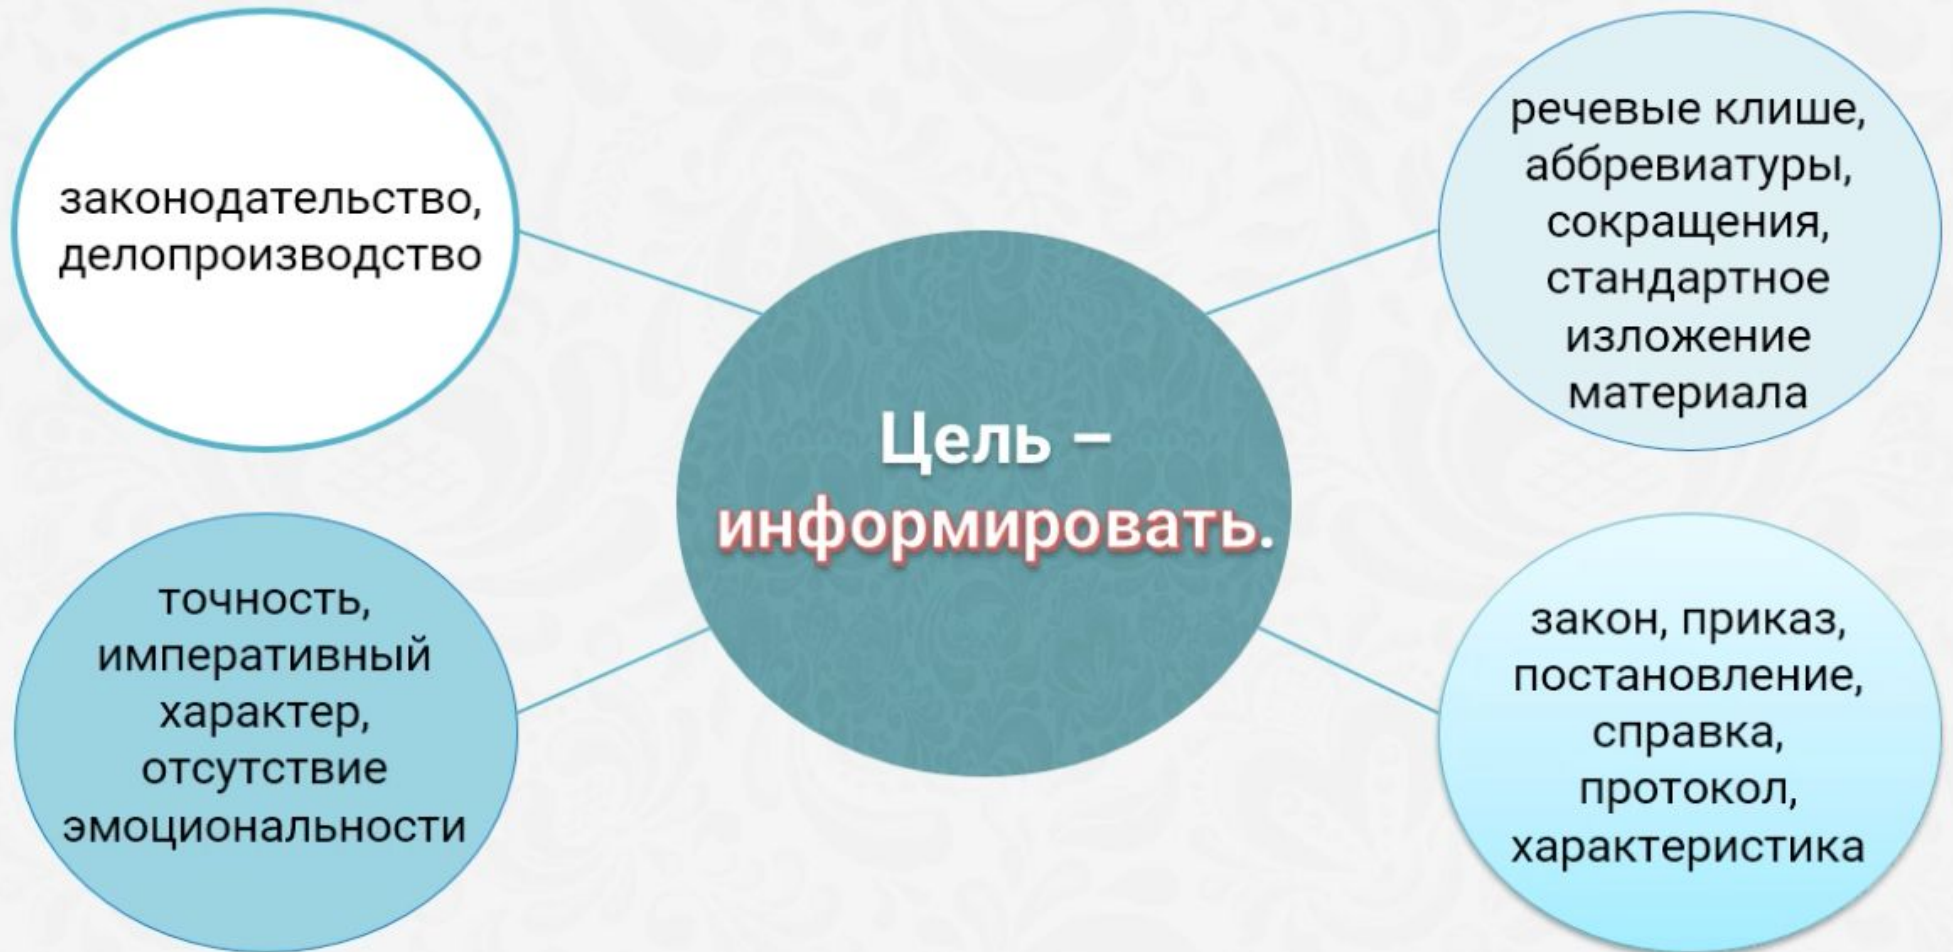 законодательство,
делопроизводство
речевые клише,
аббревиатуры,
сокращения,
стандартное
изложение
материала
Цель –
информировать.
точность,
императивный
характер,
отсутствие
эмоциональности
закон, приказ,
постановление,
справка,
протокол,
характеристика